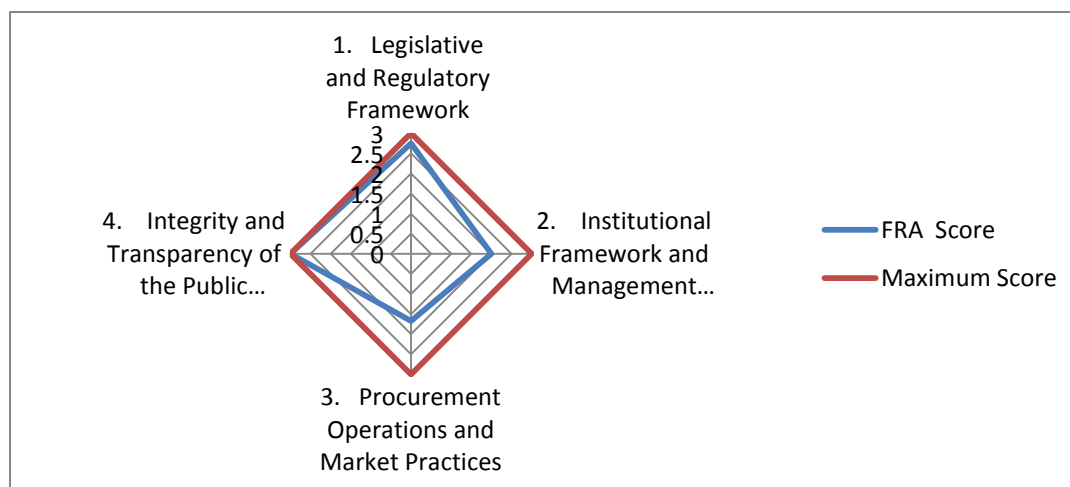 1. Legislative
and Regulatory
Framework
3
2.5
2
1.5
1
0.5
0
4. Integrity and
Transparency of
the Public...
2. Institutional
Framework and
Management...
3. Procurement
Operations and
Market Practices
FRA Score
Maximum Score